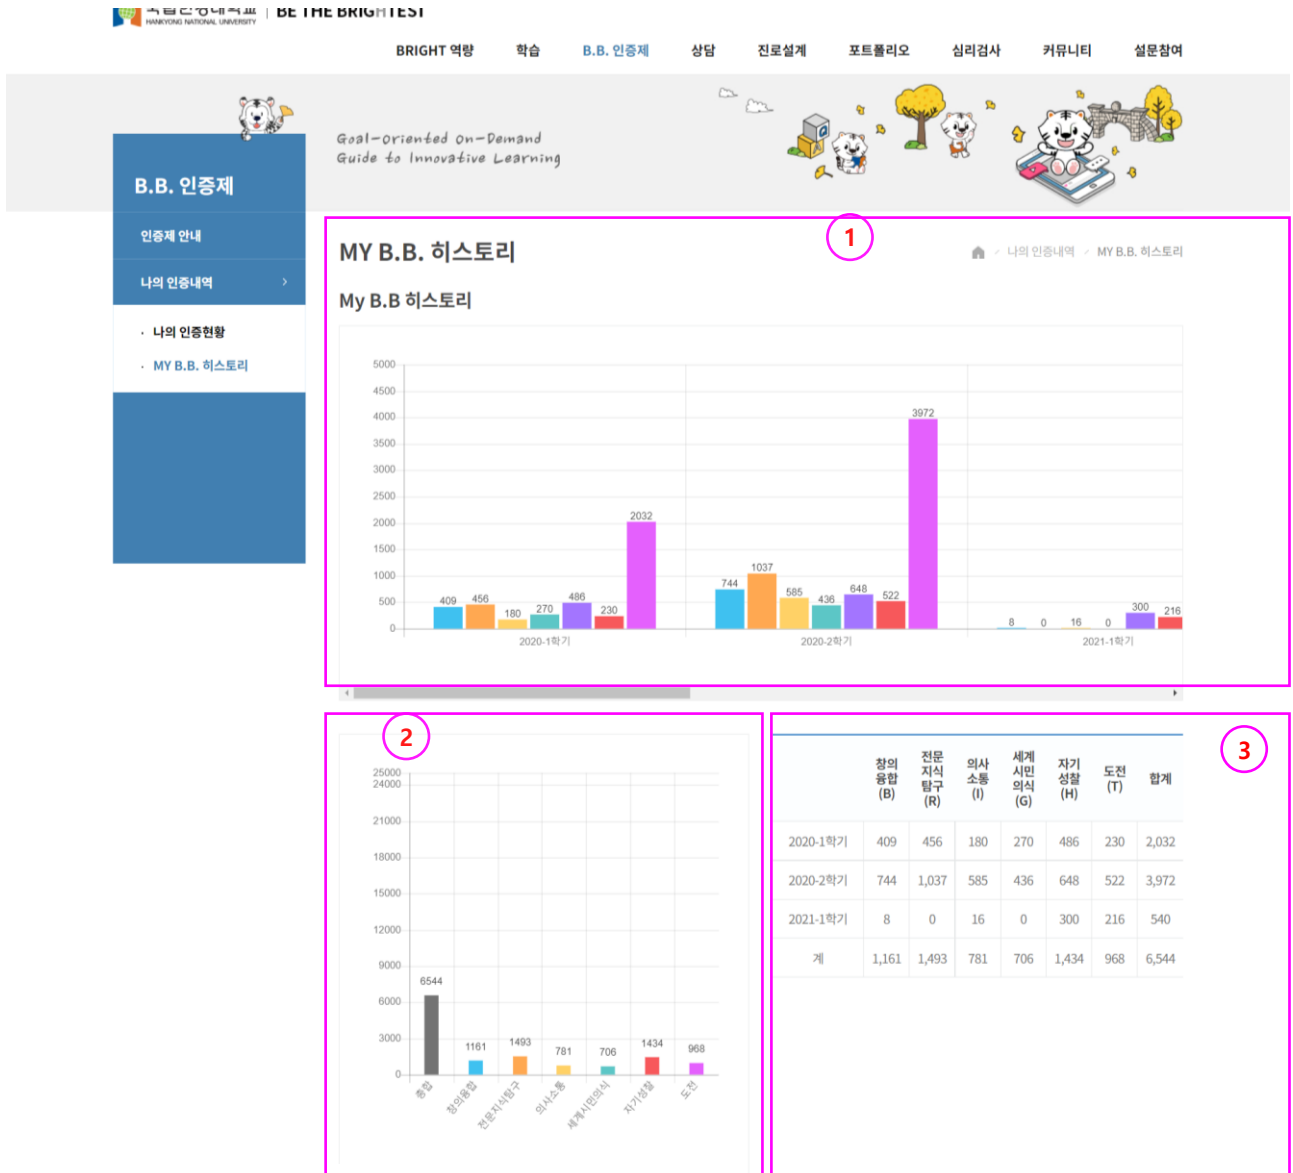 HANKYONG NATIONAL UNIVERSITY
BE THE BRIGHTEST
BRIGHT 역량 학습 B.B. 인증제 상담 진로설계 포트폴리오 심리검사 커뮤니티 설문참여
Goal-Oriented On-Demand
Guide to Innovative Learning
B.B. 인증제
인증제 안내
나의 인증내역
· 나의 인증현황
· MY B.B. 히스토리
1
MY B.B. 히스토리
나의 인증내역 / MY B.B. 히스토리
My B.B 히스토리
5000
4500
4000
3500
3000
2500
2000
1500
1000
500
0
409 456 180 270 486 230 2032
744 1037 585 436 648 522 3972
8 0 16 0 300 216
2020-1학기 2020-2학기 2021-1학기
2
25000
24000
21000
18000
15000
12000
9000
6000
3000
0
6544 1161 1493 781 706 1434 968
종합 창의융합 전문지식탐구 의사소통 세계시민의식 자기성찰 도전
3
창의
융합
(B)
전문
지식
탐구
(R)
의사
소통
(I)
세계
시민
의식
(G)
자기
성찰
(H)
도전
(T)
합계
2020-1학기 409 456 180 270 486 230 2,032
2020-2학기 744 1,037 585 436 648 522 3,972
2021-1학기 8 0 16 0 300 216 540
계 1,161 1,493 781 706 1,434 968 6,544